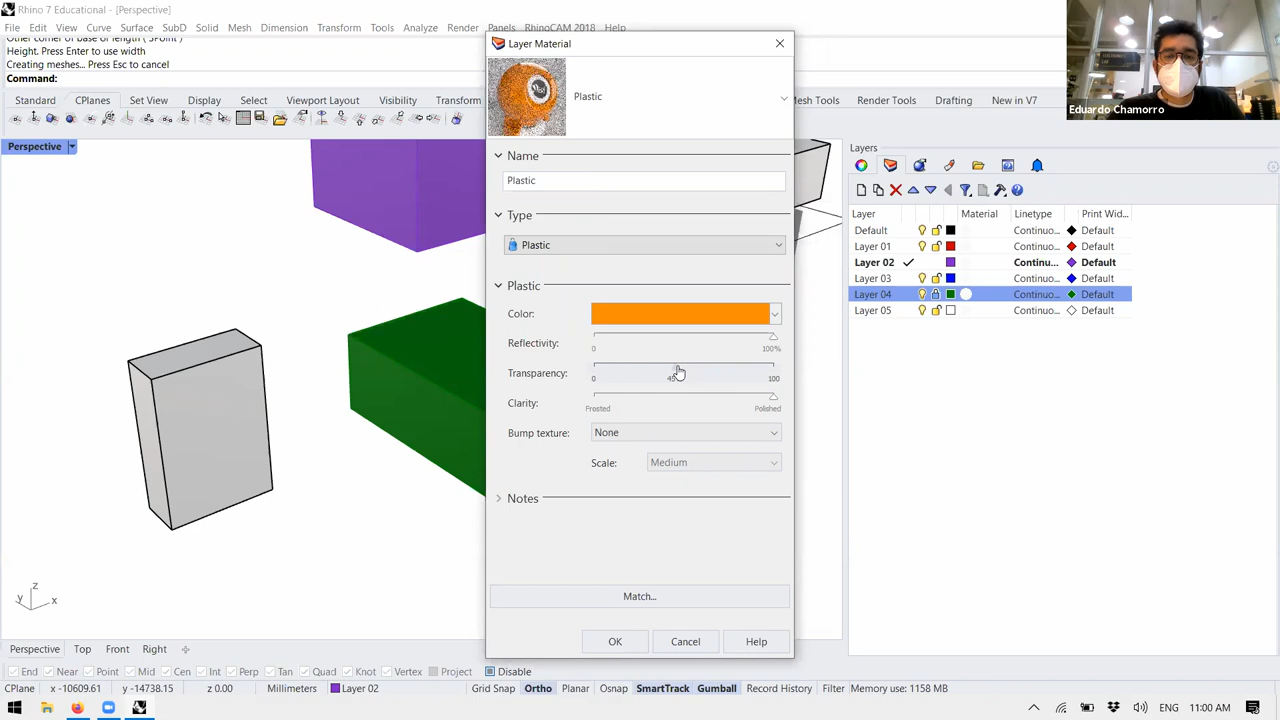 Rhino 7 Educational - [Perspective]
File Edit View Curve Surface SubD Solid Mesh Dimension Transform Tools Analyze Render Panels RhinoCAM 2018 Help
Other corner of base or length ( 3Point )
Height. Press Enter to use width
Creating meshes... Press Esc to cancel
Command:
Standard CPlanes Set View Display Select Viewport Layout Visibility Transform Mesh Tools Render Tools Drafting New in V7
Perspective
Layer Material
Plastic
Name
Plastic
Type
Plastic
Plastic
Color:
Reflectivity:
0 100%
Transparency:
0 100
Clarity:
Frosted Polished
Bump texture: None
Scale: Medium
Notes
Match...
OK Cancel Help
Eduardo Chamorro
Layers
Layer Material Linetype Print Wid...
Default Continuo... Default
Layer 01 Continuo... Default
Layer 02 Contin... Default
Layer 03 Continuo... Default
Layer 04 Continuo... Default
Layer 05 Continuo... Default
z
y x
Perspective Top Front Right
End Near Point Mid Cen Int Perp Tan Quad Knot Vertex Project Disable
CPlane x -10609.61 y -14738.15 z 0.00 Millimeters Layer 02 Grid Snap Ortho Planar Osnap SmartTrack Gumball Record History Filter Memory use: 1158 MB
ENG 11:00 AM